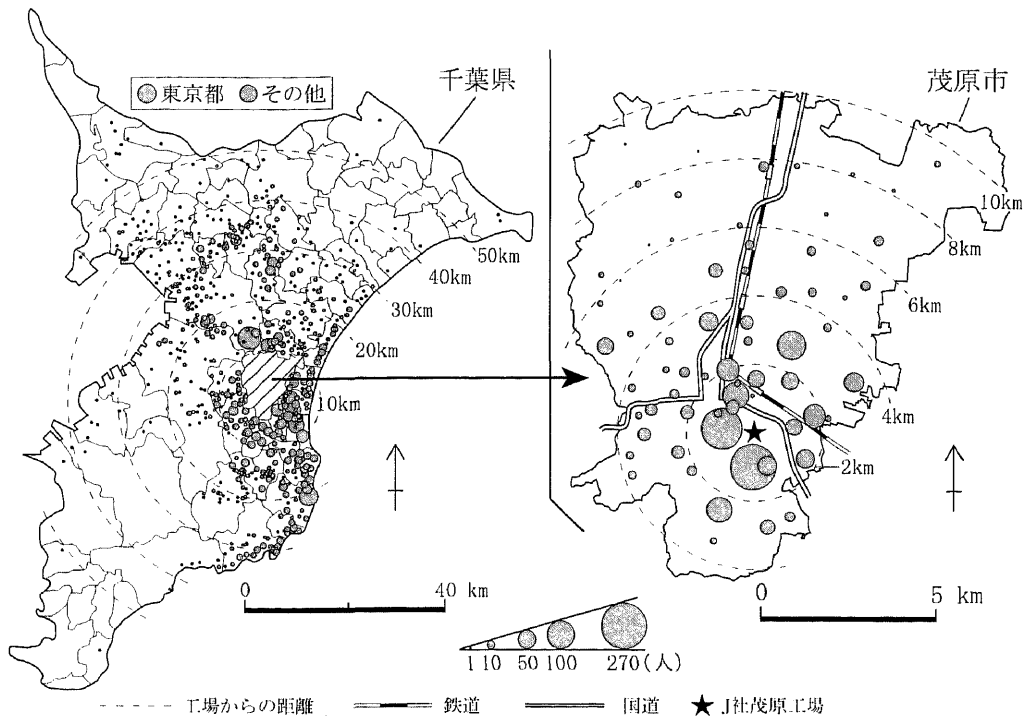 千葉県
東京都 その他
50km
40km
30km
20km
10km
0 40 km
茂原市
10km
8km
6km
4km
2km
0 5 km
1 10 50 100 270(人)
工場からの距離 鉄道 国道 ★ J社茂原工場